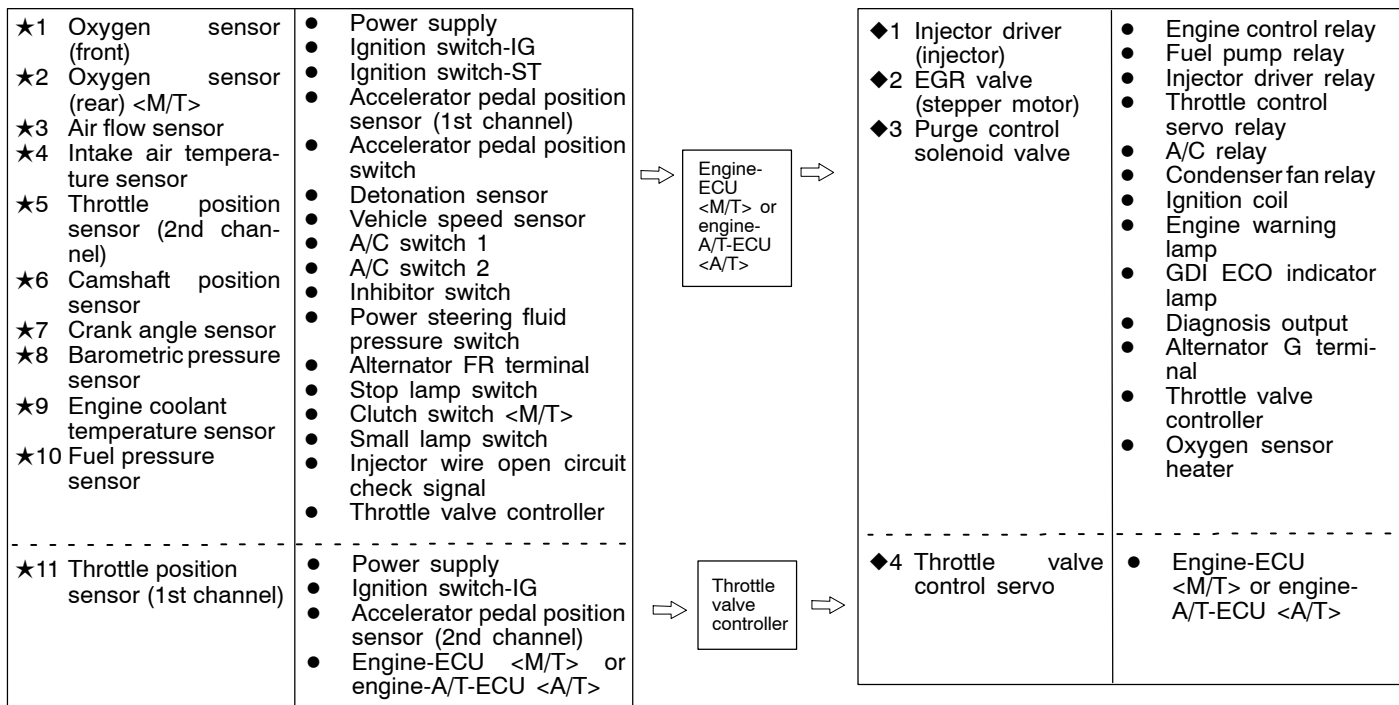 ★1 Oxygen sensor
(front)
★2 Oxygen sensor
(rear) <M/T>
★3 Air flow sensor
★4 Intake air tempera-
ture sensor
★5 Throttle position
sensor (2nd chan-
nel)
★6 Camshaft position
sensor
★7 Crank angle sensor
★8 Barometric pressure
sensor
★9 Engine coolant
temperature sensor
★10 Fuel pressure
sensor
● Power supply
● Ignition switch-IG
● Ignition switch-ST
● Accelerator pedal position
sensor (1st channel)
● Accelerator pedal position
switch
● Detonation sensor
● Vehicle speed sensor
● A/C switch 1
● A/C switch 2
● Inhibitor switch
● Power steering fluid
pressure switch
● Alternator FR terminal
● Stop lamp switch
● Clutch switch <M/T>
● Small lamp switch
● Injector wire open circuit
check signal
● Throttle valve controller
Engine-
ECU
<M/T> or
engine-
A/T-ECU
<A/T>
◆1 Injector driver
(injector)
◆2 EGR valve
(stepper motor)
◆3 Purge control
solenoid valve
● Engine control relay
● Fuel pump relay
● Injector driver relay
● Throttle control
servo relay
● A/C relay
● Condenser fan relay
● Ignition coil
● Engine warning
lamp
● GDI ECO indicator
lamp
● Diagnosis output
● Alternator G termi-
nal
● Throttle valve
controller
● Oxygen sensor
heater
★11 Throttle position
sensor (1st channel)
● Power supply
● Ignition switch-IG
● Accelerator pedal position
sensor (2nd channel)
● Engine-ECU <M/T> or
engine-A/T-ECU <A/T>
Throttle
valve
controller
◆4 Throttle valve
control servo
● Engine-ECU
<M/T> or engine-
A/T-ECU <A/T>